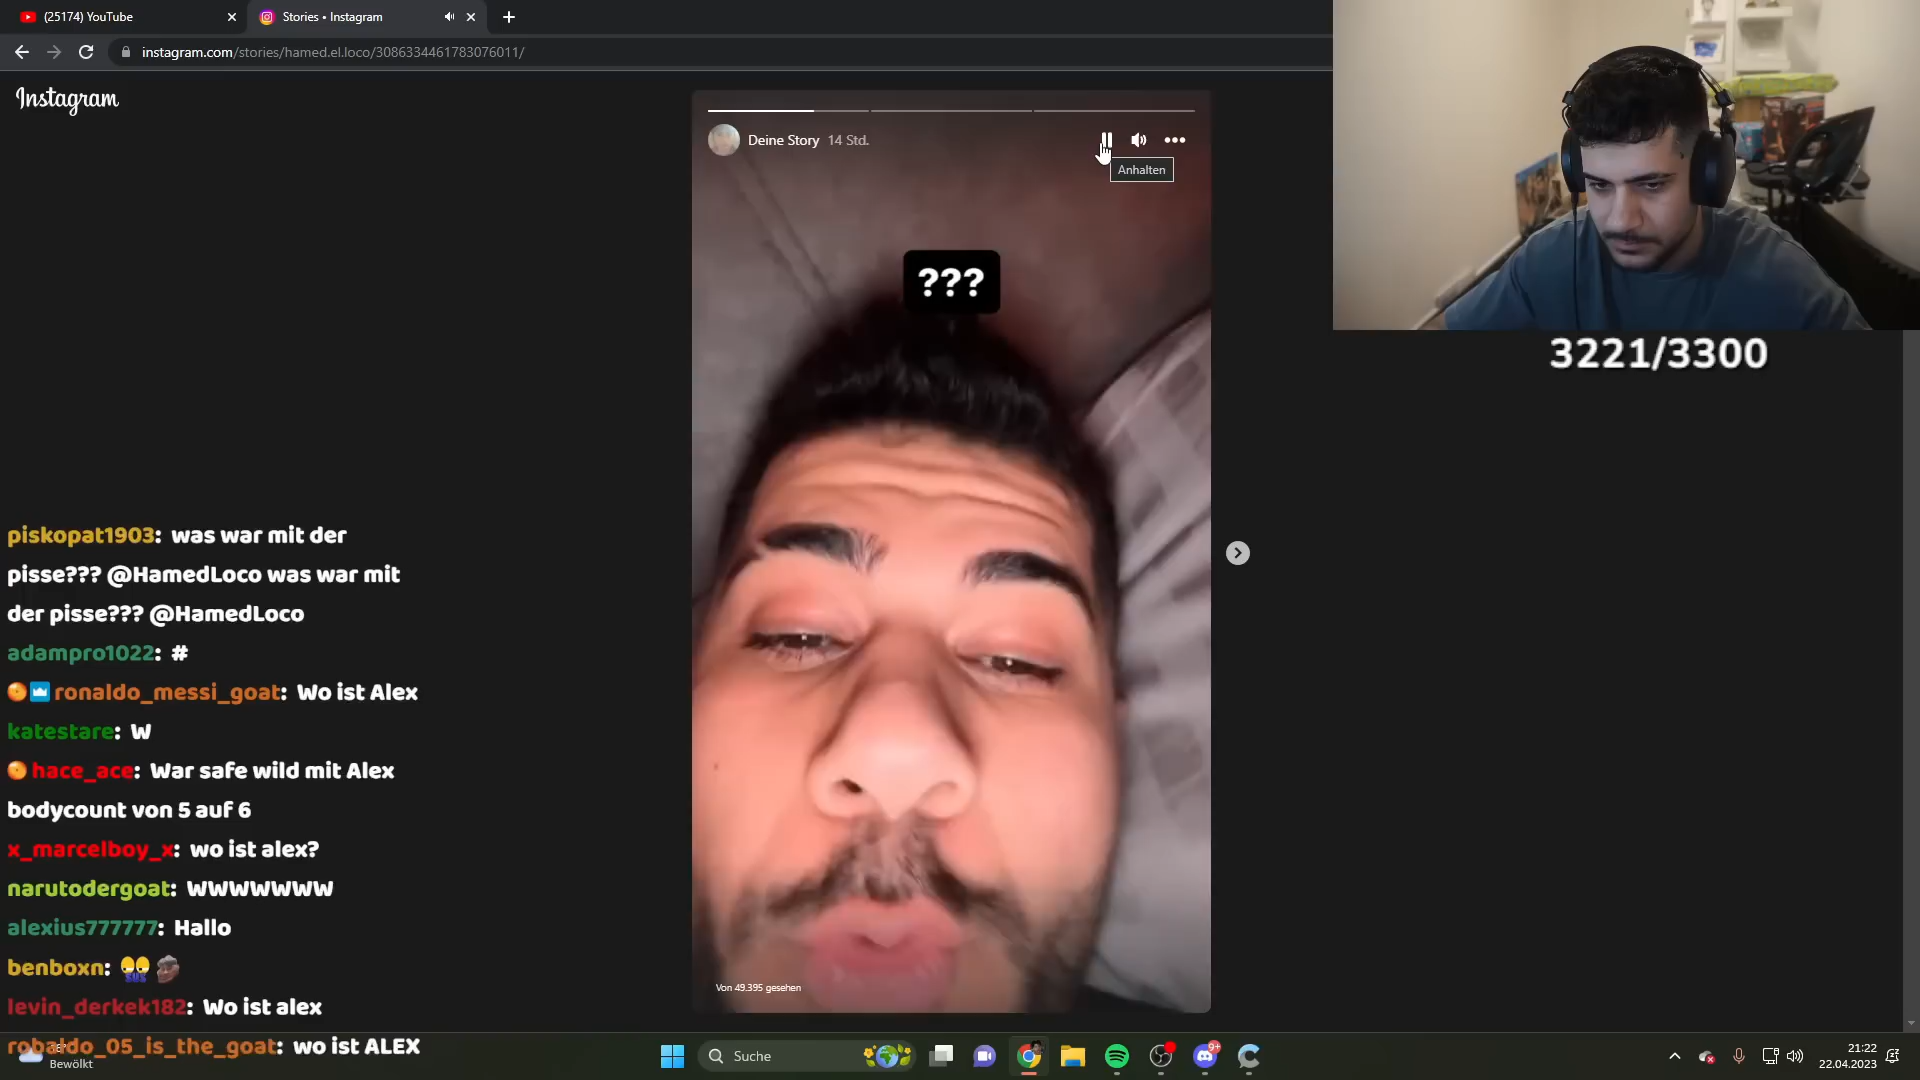 (25174) YouTube
Stories • Instagram
instagram.com/stories/hamed.el.loco/3086334461783076011/
Instagram
Deine Story 14 Std.
Anhalten
???
3221/3300
piskopat1903: was war mit der
pisse??? @HamedLoco was war mit
der pisse??? @HamedLoco
adampro1022: #
ronaldo_messi_goat: Wo ist Alex
katestare: W
hace_ace: War safe wild mit Alex
bodycount von 5 auf 6
x_marcelboy_x: wo ist alex?
narutodergoat: WWWWWWW
alexius777777: Hallo
benboxn:
levin_derkek182: Wo ist alex
robaldo_05_is_the_goat: wo ist ALEX
Von 49.395 gesehen
Bewölkt
Suche
9+
21:22
22.04.2023